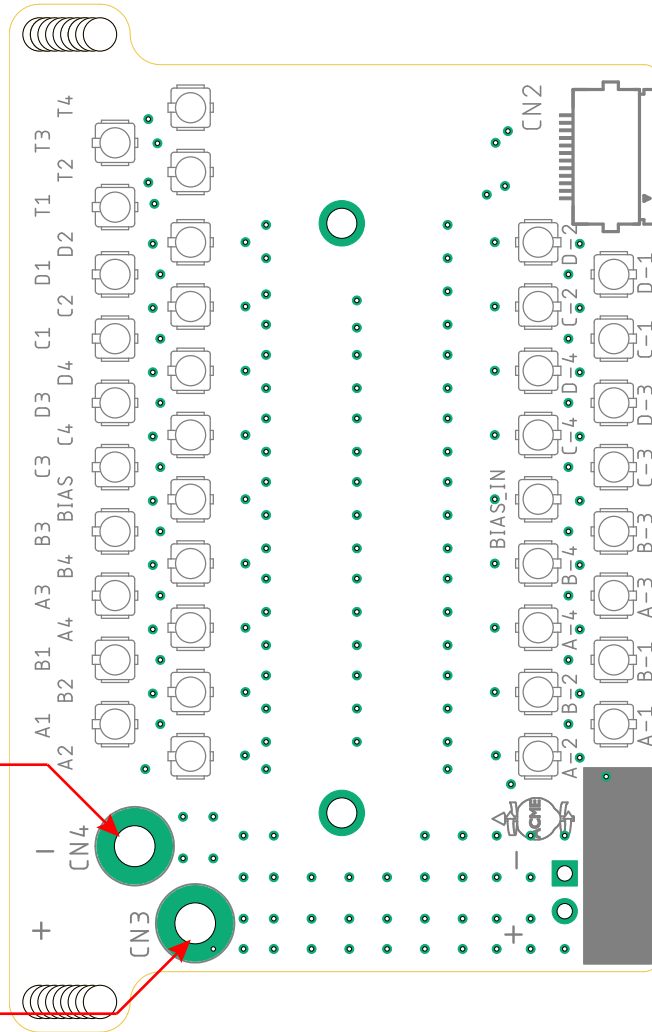 T4
T3
T2
T1
D2
D1
C2
C1
D4
D3
C4
C3
BIAS
B3
B4
A3
A4
B1
B2
A1
A2
CN4
−
CN3
+
CN2
D-2
D-1
C-2
C-1
D-4
D-3
C-4
C-3
BIAS_IN
B-3
B-4
A-3
A-4
B-1
B-2
A-1
A-2
ACME
−
+